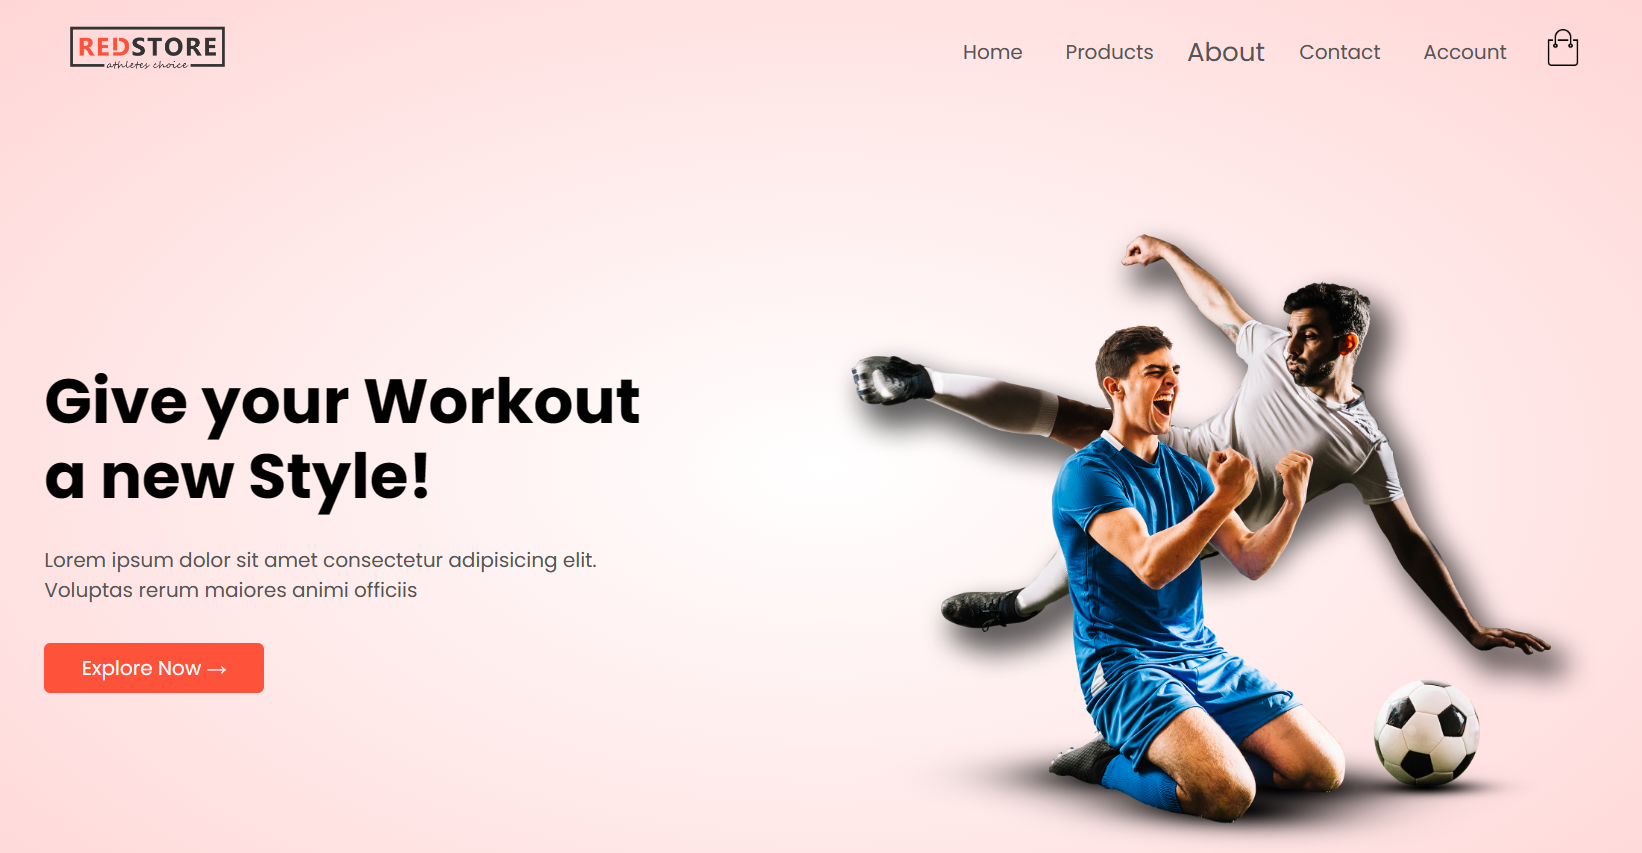 REDSTORE
athletes choice
Home Products About Contact Account
Give your Workout
a new Style!
Lorem ipsum dolor sit amet consectetur adipisicing elit.
Voluptas rerum maiores animi officiis
Explore Now →